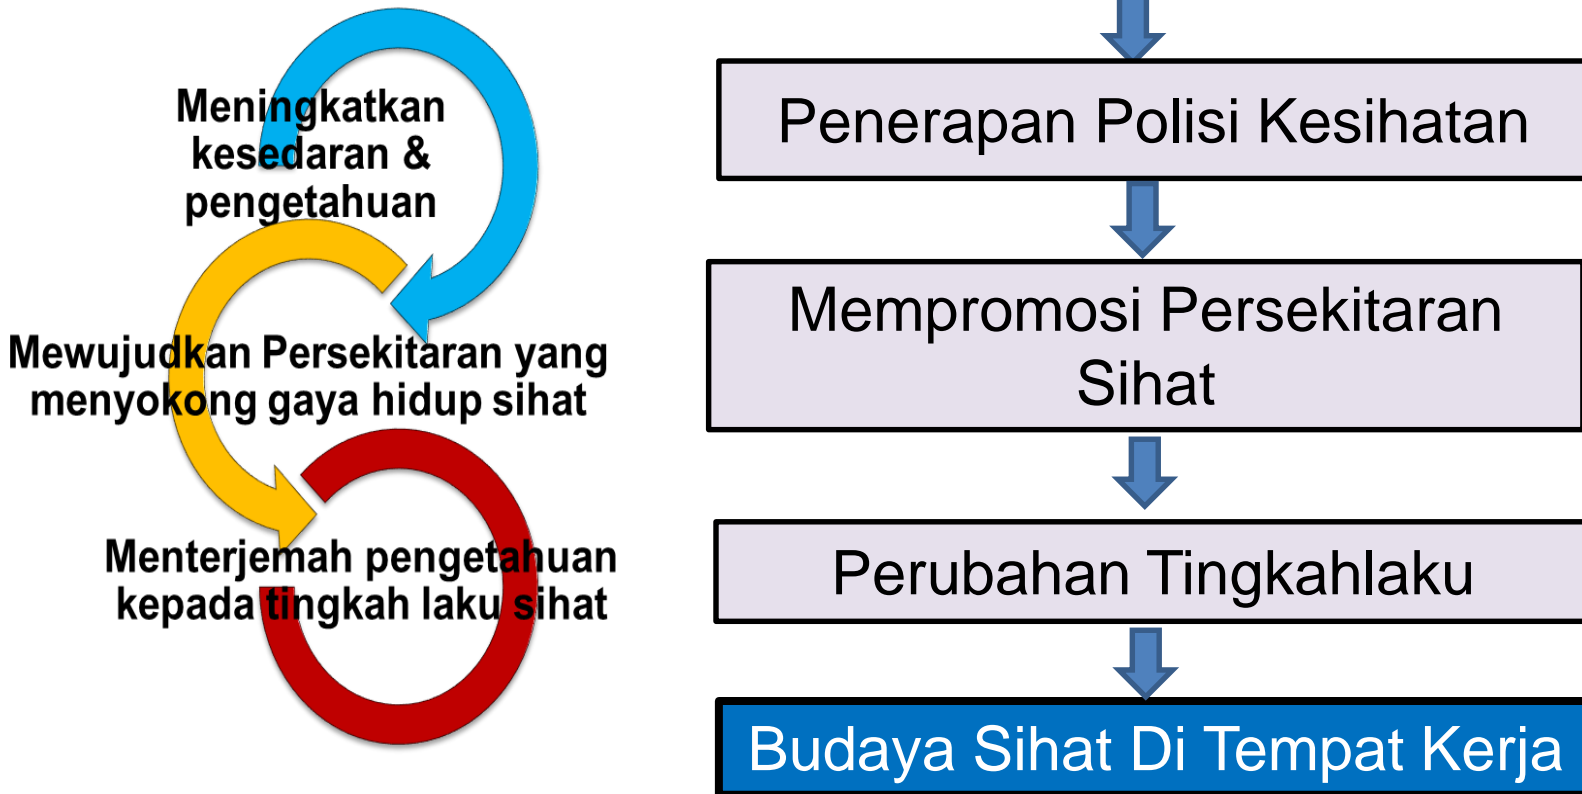 Meningkatkan
kesedaran &
pengetahuan
Mewujudkan Persekitaran yang
menyokong gaya hidup sihat
Menterjemah pengetahuan
kepada tingkah laku sihat
Penerapan Polisi Kesihatan
Mempromosi Persekitaran
Sihat
Perubahan Tingkahlaku
Budaya Sihat Di Tempat Kerja